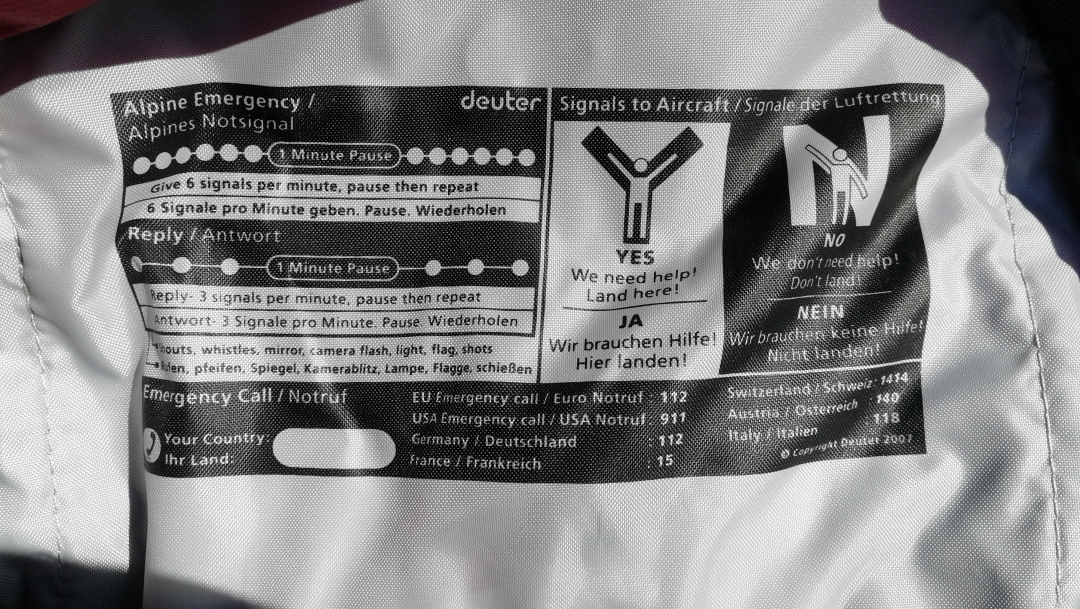 Alpine Emergency /
Alpines Notsignal
deuter
1 Minute Pause
Give 6 signals per minute, pause then repeat
6 Signale pro Minute geben. Pause. Wiederholen
Reply / Antwort
1 Minute Pause
Reply- 3 signals per minute, pause then repeat
Antwort- 3 Signale pro Minute. Pause. Wiederholen
whistles, mirror, camera flash, light, flag, shots
pfeifen, Spiegel, Kamerablitz, Lampe, Flagge, schießen
Signals to Aircraft / Signale der Luftrettung
YES
We need help!
Land here!
JA
Wir brauchen Hilfe!
Hier landen!
N
NO
We don't need help!
Don't land!
NEIN
Wir brauchen keine Hilfe!
Nicht landen!
Emergency Call / Notruf
Your Country:
Ihr Land:
EU Emergency call / Euro Notruf : 112
USA Emergency call / USA Notruf : 911
Germany / Deutschland : 112
France / Frankreich : 15
Switzerland / Schweiz: 1414
Austria / Österreich : 140
Italy / Italien 118
© Copyright Deuter 2007